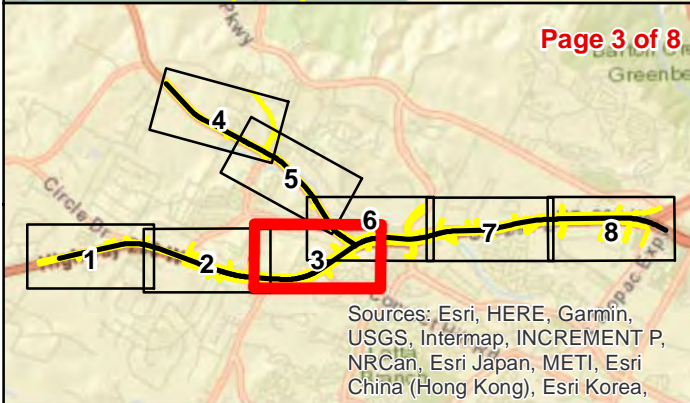 Page 3 of 8
Pkwy
Greenbe
4
5
Circle Dr
6
1
2
3
7
8
Sources: Esri, HERE, Garmin,
USGS, Intermap, INCREMENT P,
NRCan, Esri Japan, METI, Esri
China (Hong Kong), Esri Korea,